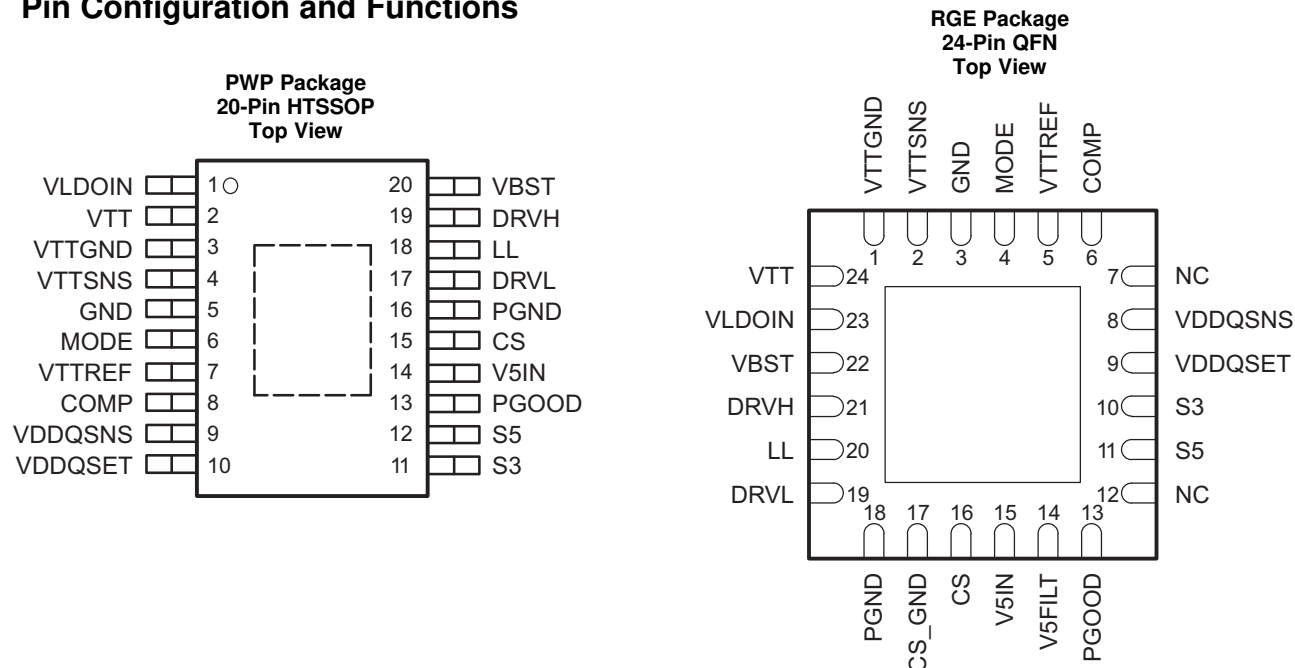 Pin Configuration and Functions
PWP Package
20-Pin HTSSOP
Top View
VLDOIN 1 20 VBST
VTT 2 19 DRVH
VTTGND 3 18 LL
VTTSNS 4 17 DRVL
GND 5 16 PGND
MODE 6 15 CS
VTTREF 7 14 V5IN
COMP 8 13 PGOOD
VDDQSNS 9 12 S5
VDDQSET 10 11 S3
RGE Package
24-Pin QFN
Top View
VTTGND VTTSNS GND MODE VTTREF COMP
1 2 3 4 5 6
VTT 24 7 NC
VLDOIN 23 8 VDDQSNS
VBST 22 9 VDDQSET
DRVH 21 10 S3
LL 20 11 S5
DRVL 19 12 NC
18 17 16 15 14 13
PGND CS_GND CS V5IN V5FILT PGOOD